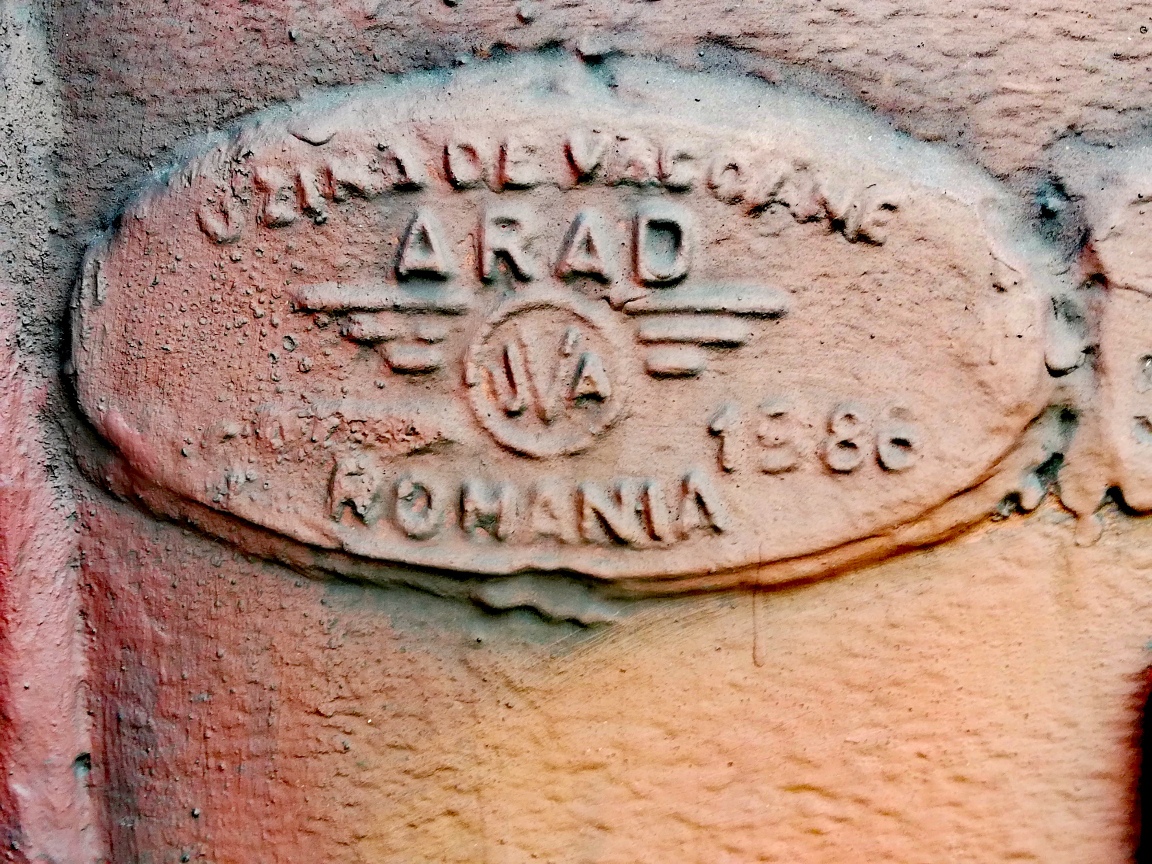 UZINA DE VAGOANE
ARAD
UVA
1986
ROMANIA